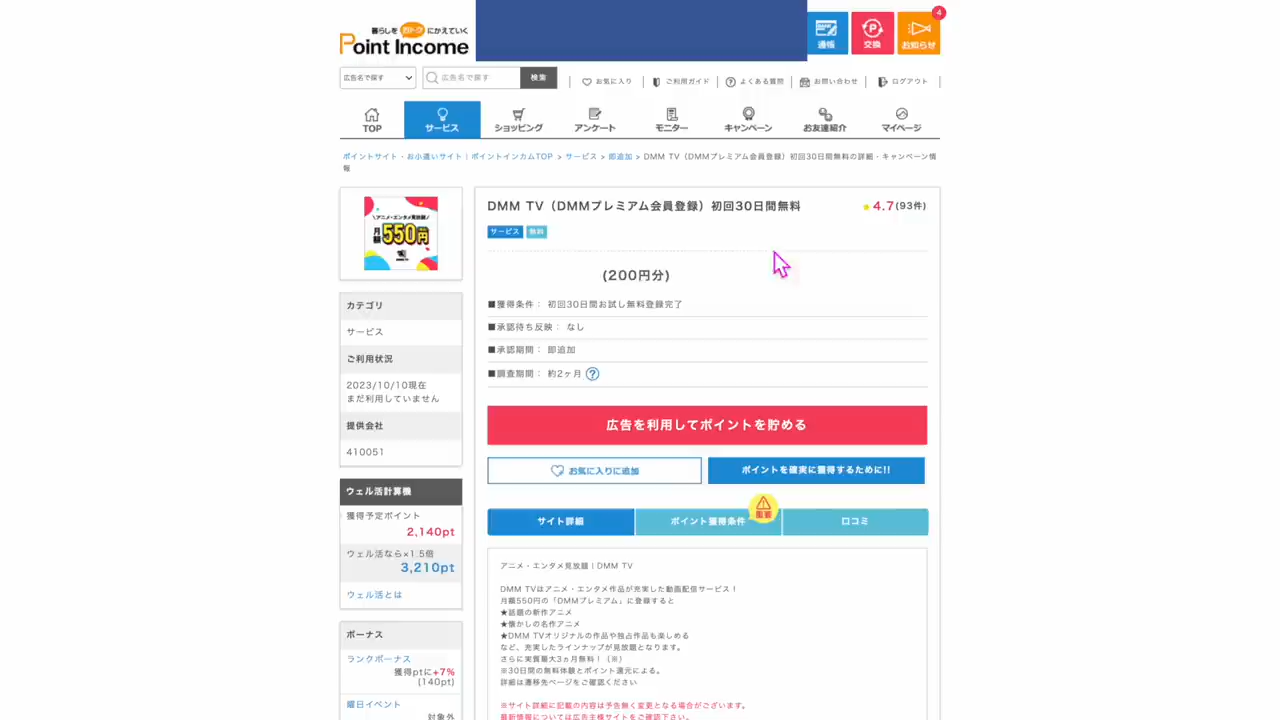 暮らしをおトクにかえていく
Point Income
通帳
交換
お知らせ
4
広告名で探す
広告名で探す
検索
お気に入り
ご利用ガイド
よくある質問
お問い合わせ
ログアウト
TOP
サービス
ショッピング
アンケート
モニター
キャンペーン
お友達紹介
マイページ
ポイントサイト・お小遣いサイト｜ポイントインカムTOP > サービス > 即追加 > DMM TV（DMMプレミアム会員登録）初回30日間無料の詳細・キャンペーン情
報
＼アニメ・エンタメ見放題／
月額550円
DMM TV（DMMプレミアム会員登録）初回30日間無料
4.7(93件)
サービス
無料
(200円分)
■獲得条件： 初回30日間お試し無料登録完了
■承認待ち反映： なし
■承認期間： 即追加
■調査期間： 約2ヶ月 ?
広告を利用してポイントを貯める
お気に入りに追加
ポイントを確実に獲得するために!!
重要
サイト詳細
ポイント獲得条件
口コミ
アニメ・エンタメ見放題｜DMM TV
DMM TVはアニメ・エンタメ作品が充実した動画配信サービス！
月額550円の「DMMプレミアム」に登録すると
★話題の新作アニメ
★懐かしの名作アニメ
★DMM TVオリジナルの作品や独占作品も楽しめる
など、充実したラインナップが見放題となります。
さらに実質最大3ヵ月無料！（※）
※30日間の無料体験とポイント還元による。
詳細は遷移先ページをご確認ください
※サイト詳細に記載の内容は予告無く変更となる場合がございます。
最新情報については広告主様サイトをご確認下さい。
カテゴリ
サービス
ご利用状況
2023/10/10現在
まだ利用していません
提供会社
410051
ウェル活計算機
獲得予定ポイント
2,140pt
ウェル活なら×1.5倍
3,210pt
ウェル活とは
ボーナス
ランクボーナス
獲得ptに+7%
(140pt)
曜日イベント
対象外